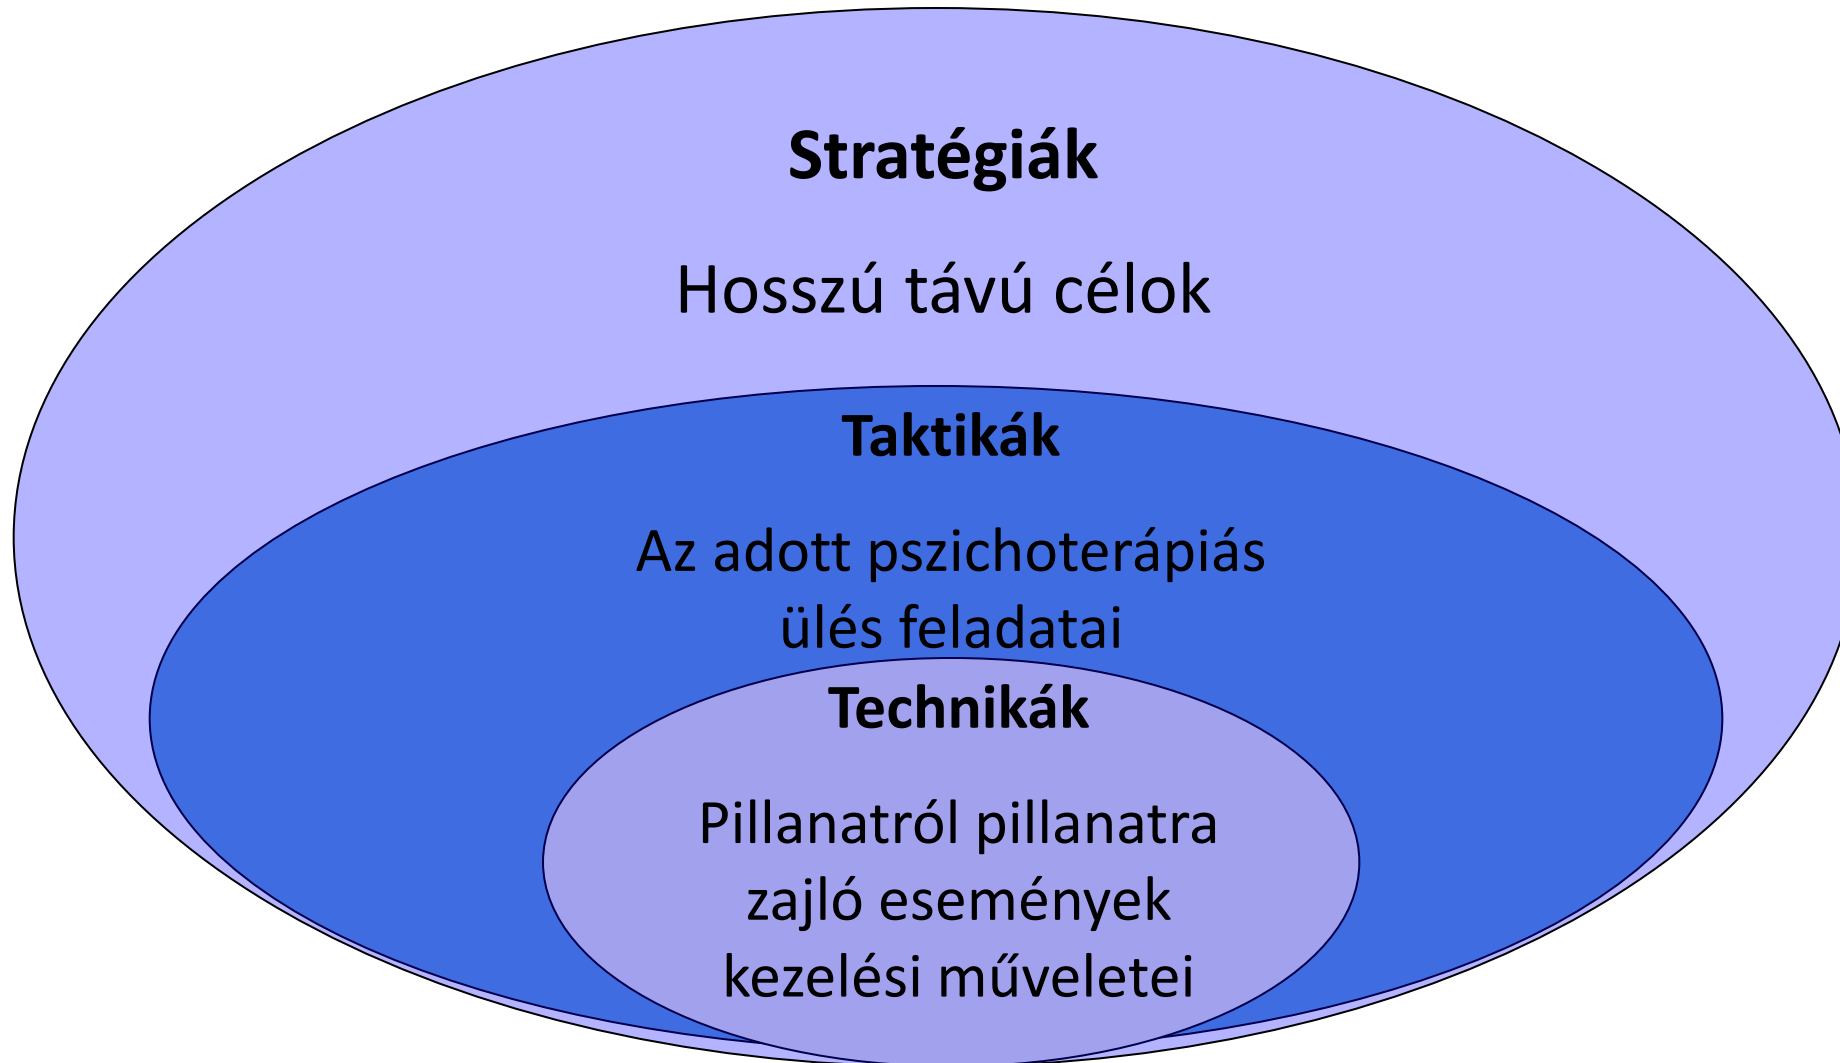 Stratégiák
Hosszú távú célok
Taktikák
Az adott pszichoterápiás
ülés feladatai
Technikák
Pillanatról pillanatra
zajló események
kezelési műveletei